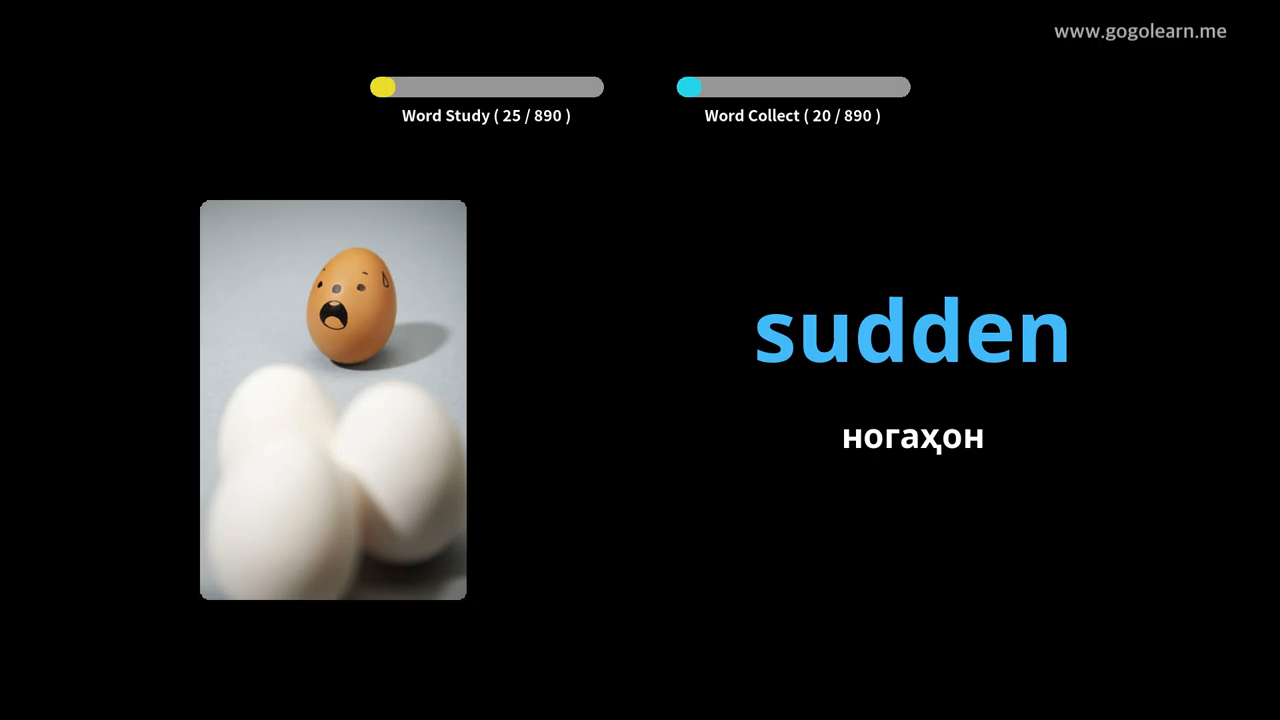 www.gogolearn.me
Word Study ( 25 / 890 )
Word Collect ( 20 / 890 )
sudden
ногаҳон